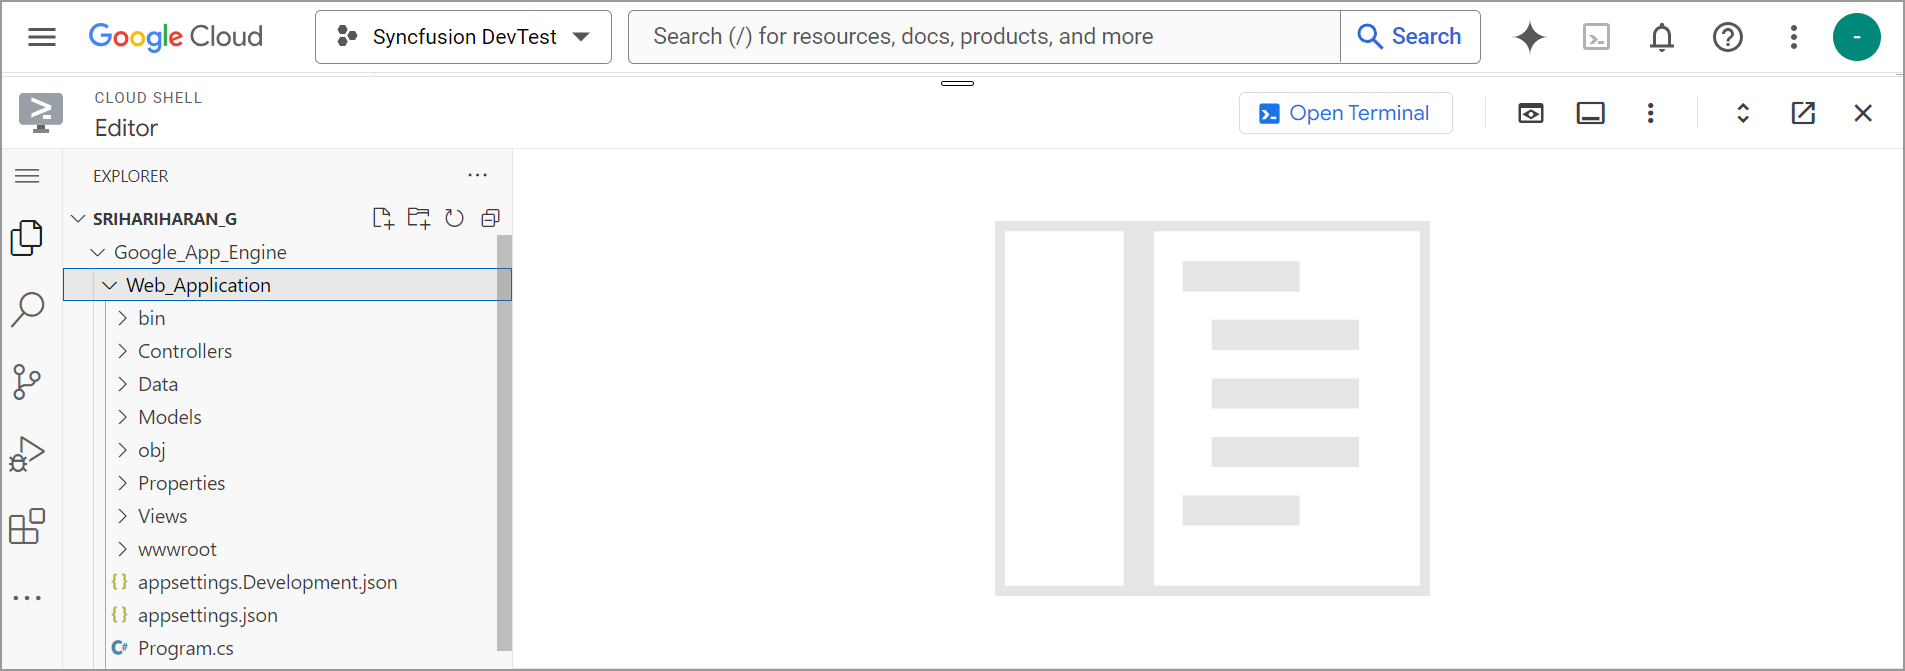 Google Cloud
Syncfusion DevTest
Search (/) for resources, docs, products, and more
Search
-
CLOUD SHELL
Editor
Open Terminal
EXPLORER
SRIHARIHARAN_G
Google_App_Engine
Web_Application
bin
Controllers
Data
Models
obj
Properties
Views
wwwroot
{} appsettings.Development.json
{} appsettings.json
C# Program.cs